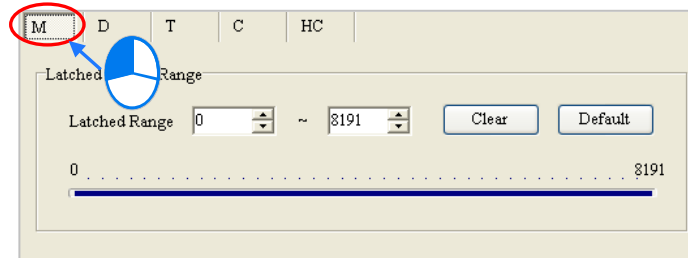 M D T C HC
Latched Range
Latched Range 0 ~ 8191 Clear Default
0 8191